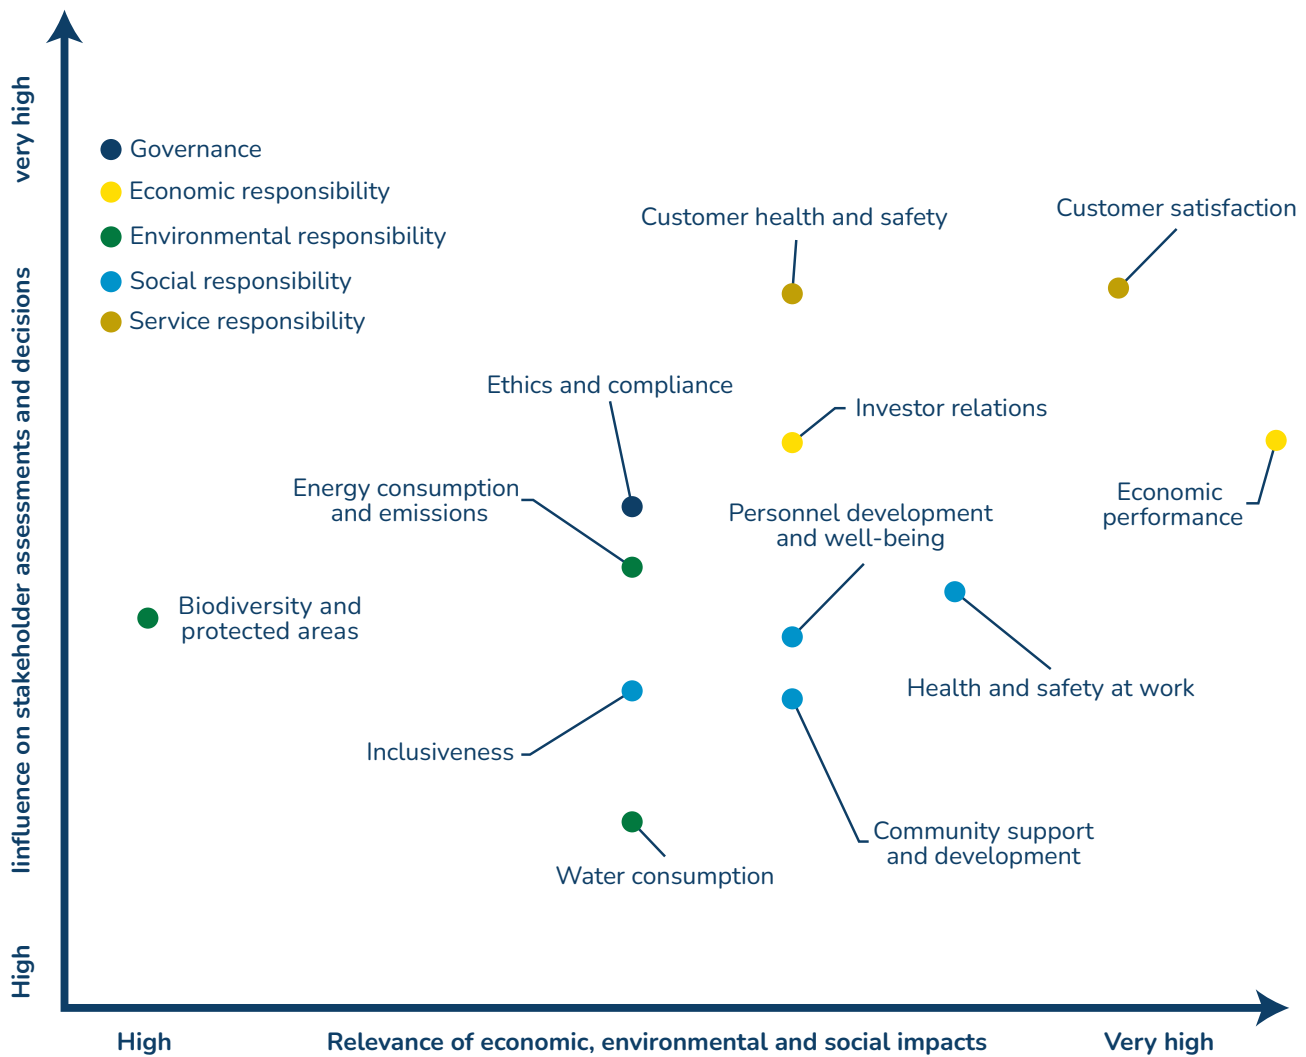 very high
Governance
Economic responsibility
Environmental responsibility
Social responsibility
Service responsibility
Customer health and safety
Customer satisfaction
Iinfluence on stakeholder assessments and decisions
Ethics and compliance
Investor relations
Energy consumption
and emissions
Economic
performance
Personnel development
and well-being
Biodiversity and
protected areas
Health and safety at work
Inclusiveness
Community support
and development
Water consumption
High
High
Relevance of economic, environmental and social impacts
Very high